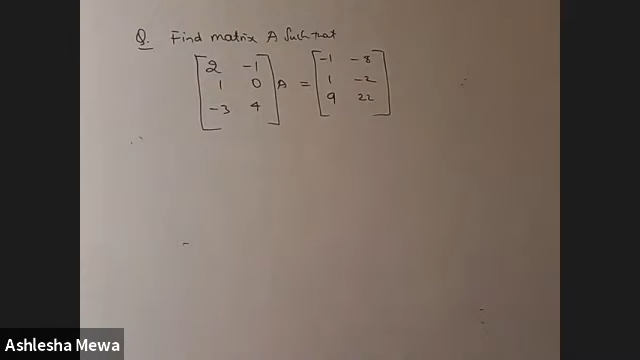 Q. Find matrix A such that
2 -1
1 0
-3 4
A =
-1 -8
1 -2
9 22
Ashlesha Mewa